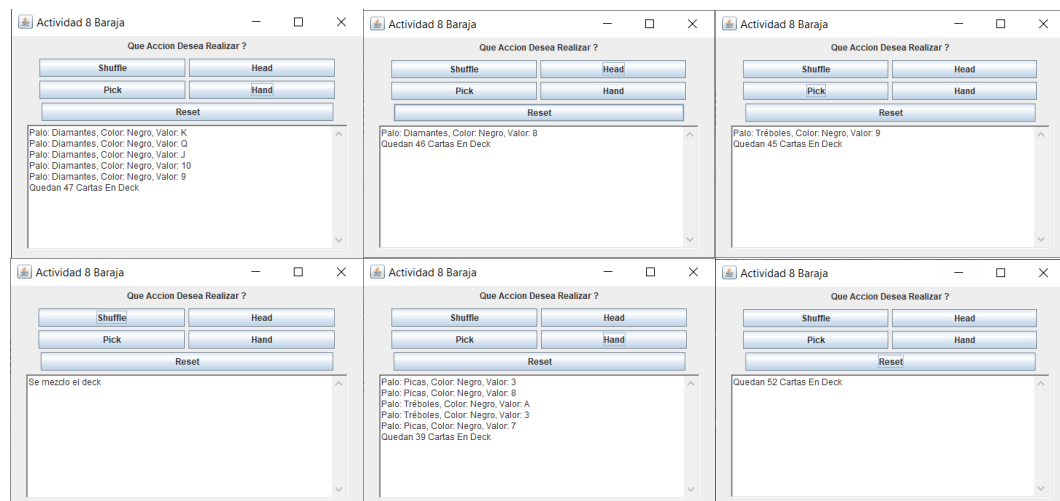 Actividad 8 Baraja
Que Accion Desea Realizar ?
Shuffle
Head
Pick
Hand
Reset
Palo: Diamantes, Color: Negro, Valor: K
Palo: Diamantes, Color: Negro, Valor: Q
Palo: Diamantes, Color: Negro, Valor: J
Palo: Diamantes, Color: Negro, Valor: 10
Palo: Diamantes, Color: Negro, Valor: 9
Quedan 47 Cartas En Deck
Actividad 8 Baraja
Que Accion Desea Realizar ?
Shuffle
Head
Pick
Hand
Reset
Palo: Diamantes, Color: Negro, Valor: 8
Quedan 46 Cartas En Deck
Actividad 8 Baraja
Que Accion Desea Realizar ?
Shuffle
Head
Pick
Hand
Reset
Palo: Tréboles, Color: Negro, Valor: 9
Quedan 45 Cartas En Deck
Actividad 8 Baraja
Que Accion Desea Realizar ?
Shuffle
Head
Pick
Hand
Reset
Se mezclo el deck
Actividad 8 Baraja
Que Accion Desea Realizar ?
Shuffle
Head
Pick
Hand
Reset
Palo: Picas, Color: Negro, Valor: 3
Palo: Picas, Color: Negro, Valor: 8
Palo: Tréboles, Color: Negro, Valor: A
Palo: Tréboles, Color: Negro, Valor: 3
Palo: Picas, Color: Negro, Valor: 7
Quedan 39 Cartas En Deck
Actividad 8 Baraja
Que Accion Desea Realizar ?
Shuffle
Head
Pick
Hand
Reset
Quedan 52 Cartas En Deck